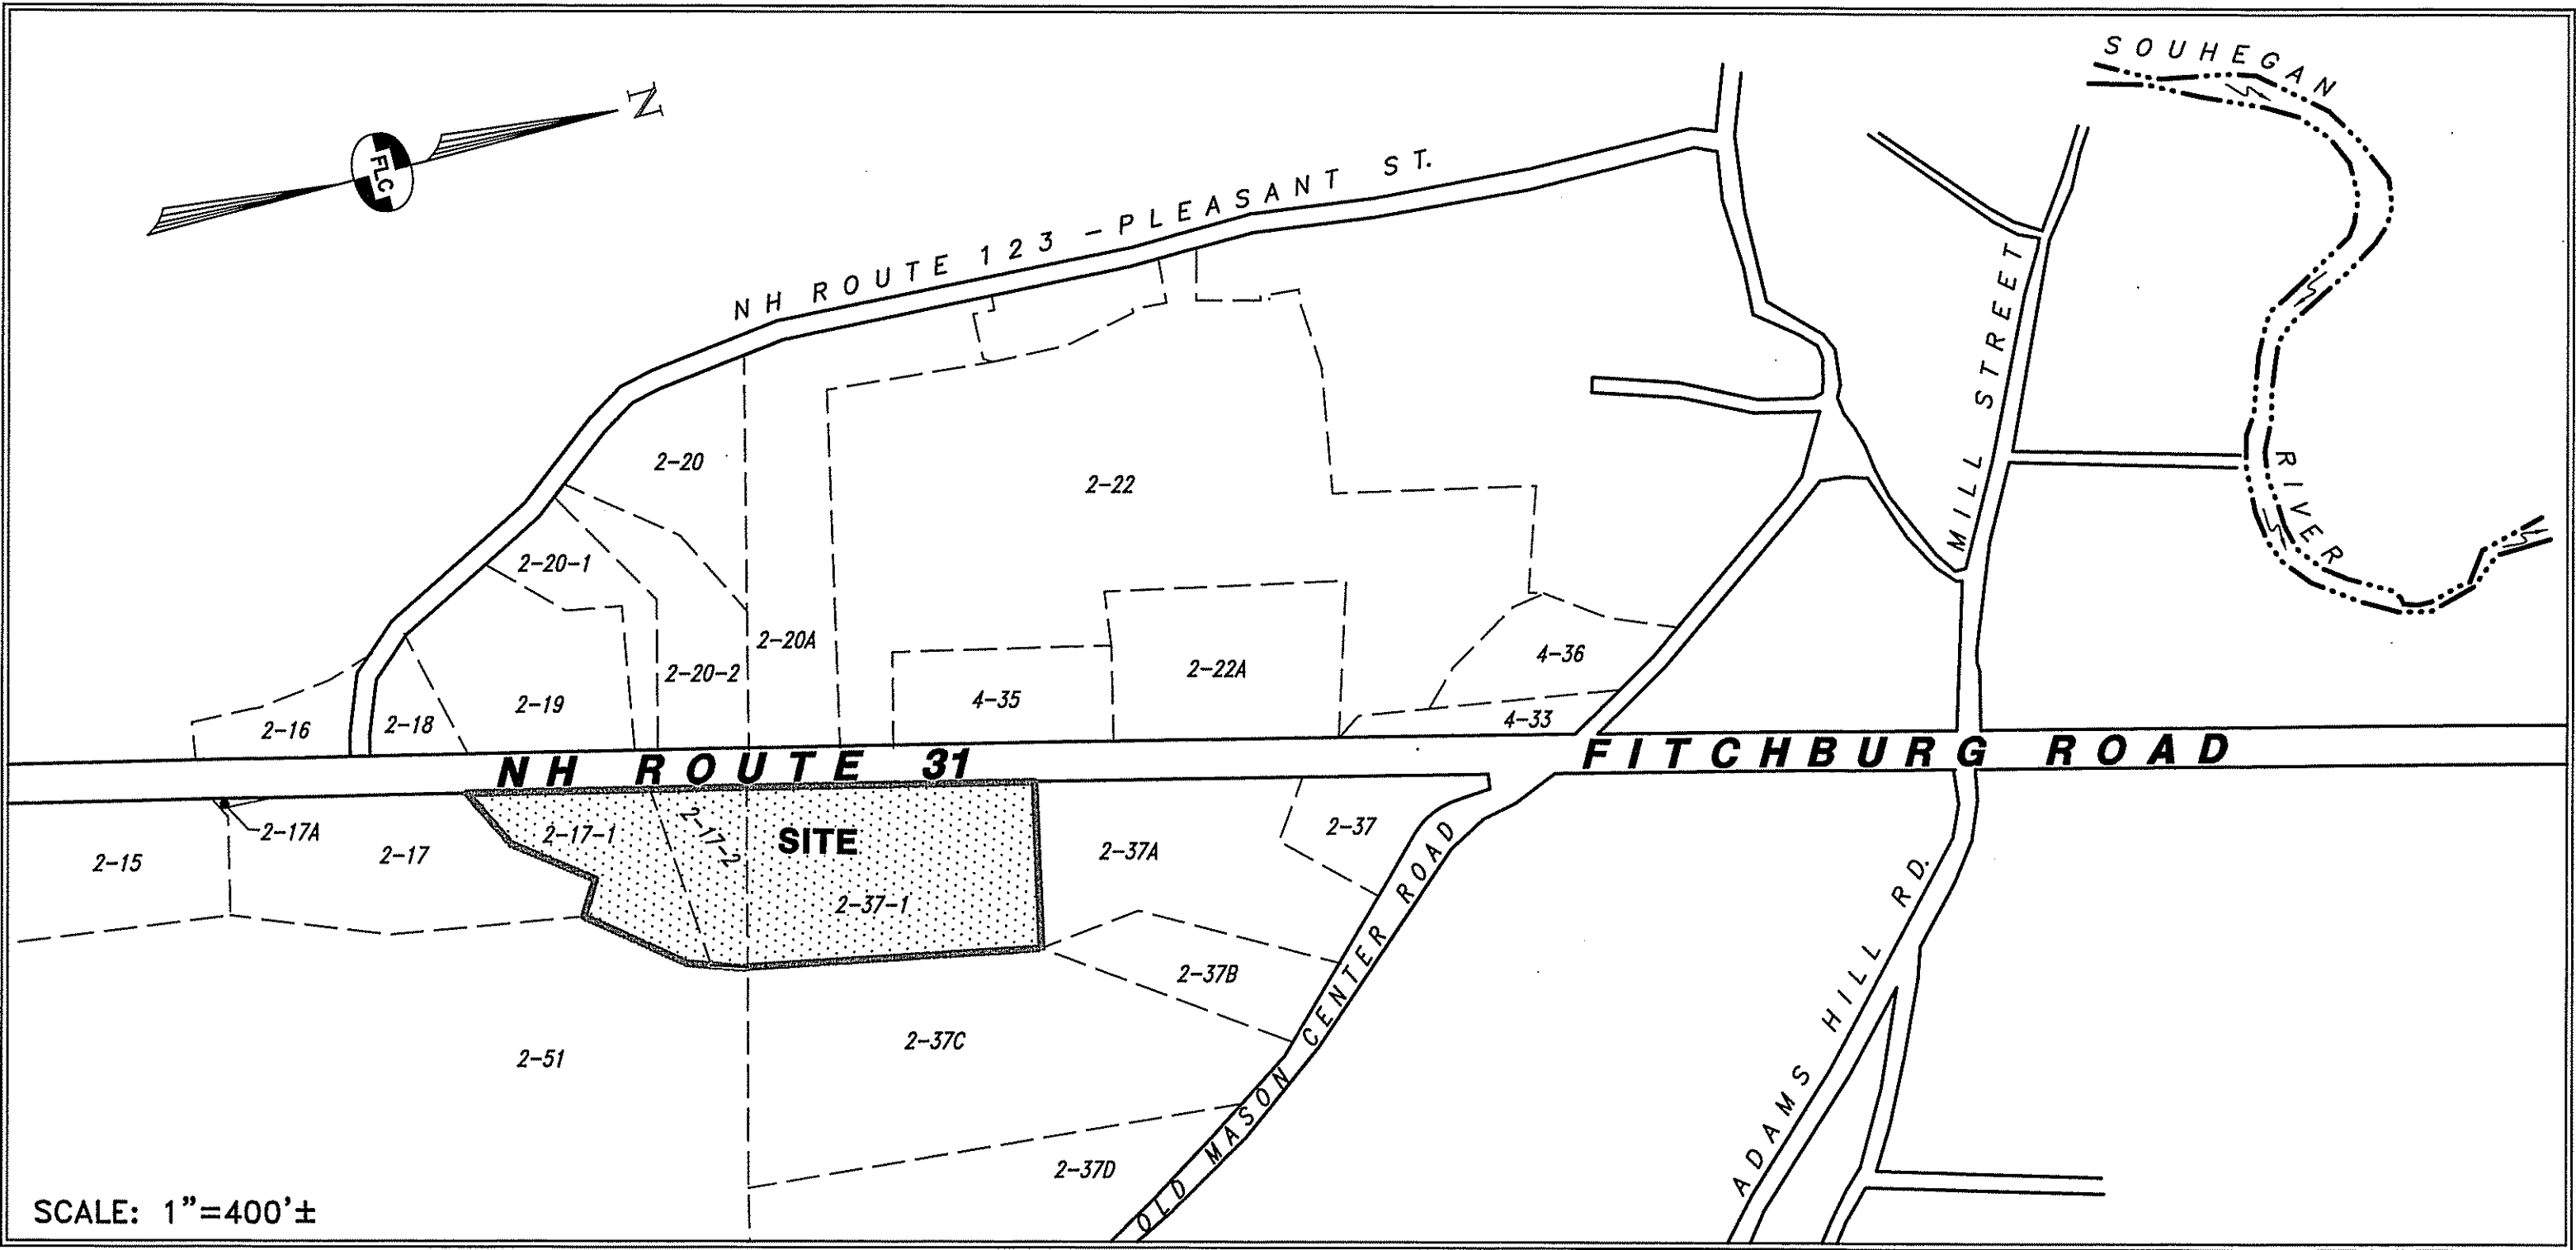 SOUHEGAN
RIVER
N
FLC
NH ROUTE 123 - PLEASANT ST.
MILL STREET
2-20
2-22
2-20-1
2-20A
2-20-2
2-22A
4-36
4-35
2-19
2-18
2-16
4-33
NH ROUTE 31
FITCHBURG ROAD
2-17A
2-15
2-17
2-17-1
2-17-2
SITE
2-37-1
2-37A
2-37
2-37B
2-37C
2-51
2-37D
OLD MASON CENTER ROAD
ADAMS HILL RD.
SCALE: 1"=400'±